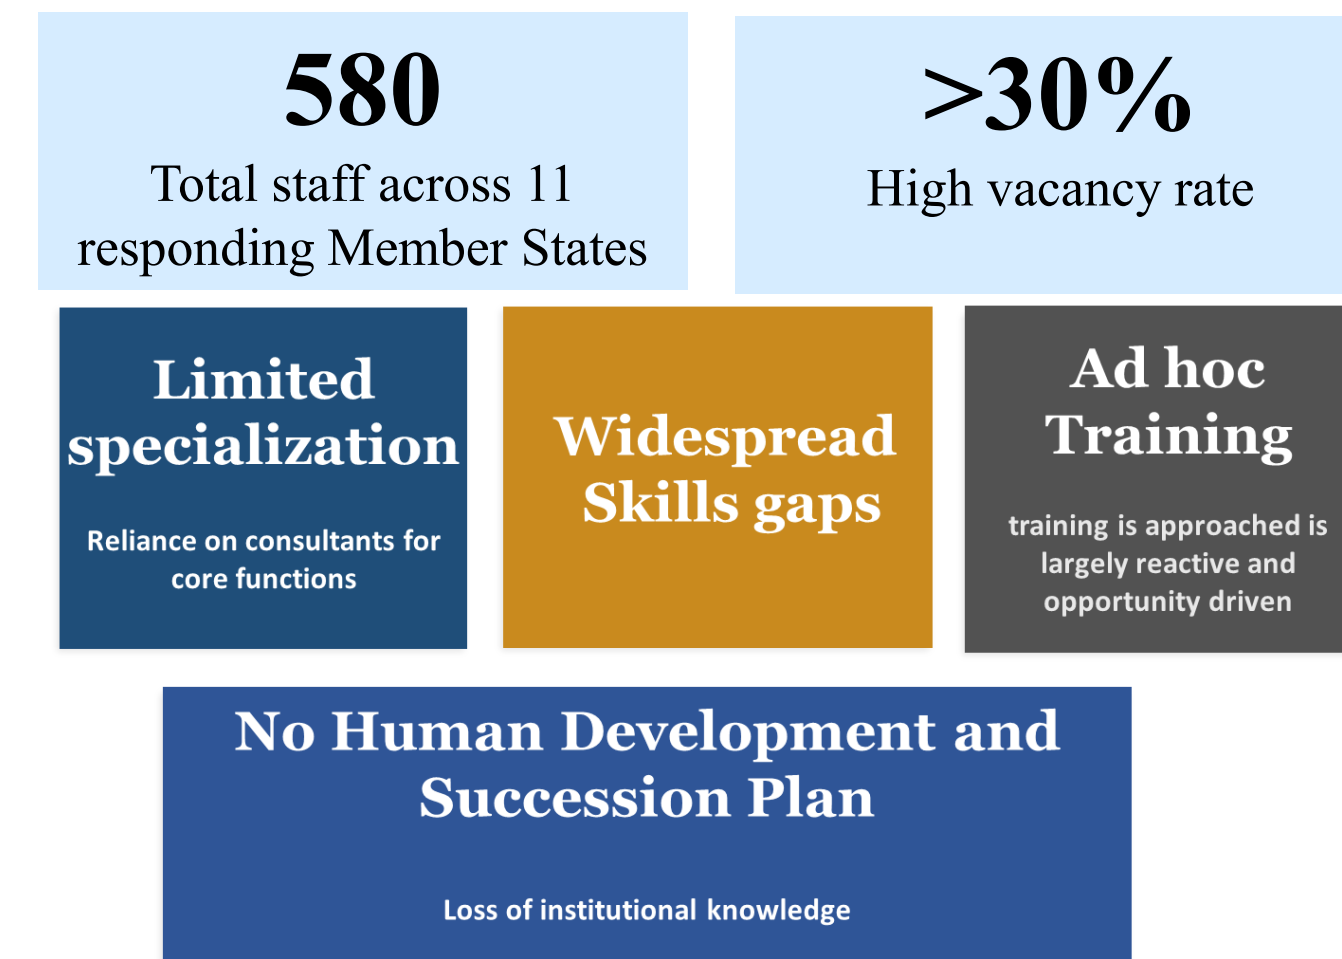 580
Total staff across 11
responding Member States
>30%
High vacancy rate
Limited
specialization
Reliance on consultants for
core functions
Widespread
Skills gaps
Ad hoc
Training
training is approached is
largely reactive and
opportunity driven
No Human Development and
Succession Plan
Loss of institutional knowledge